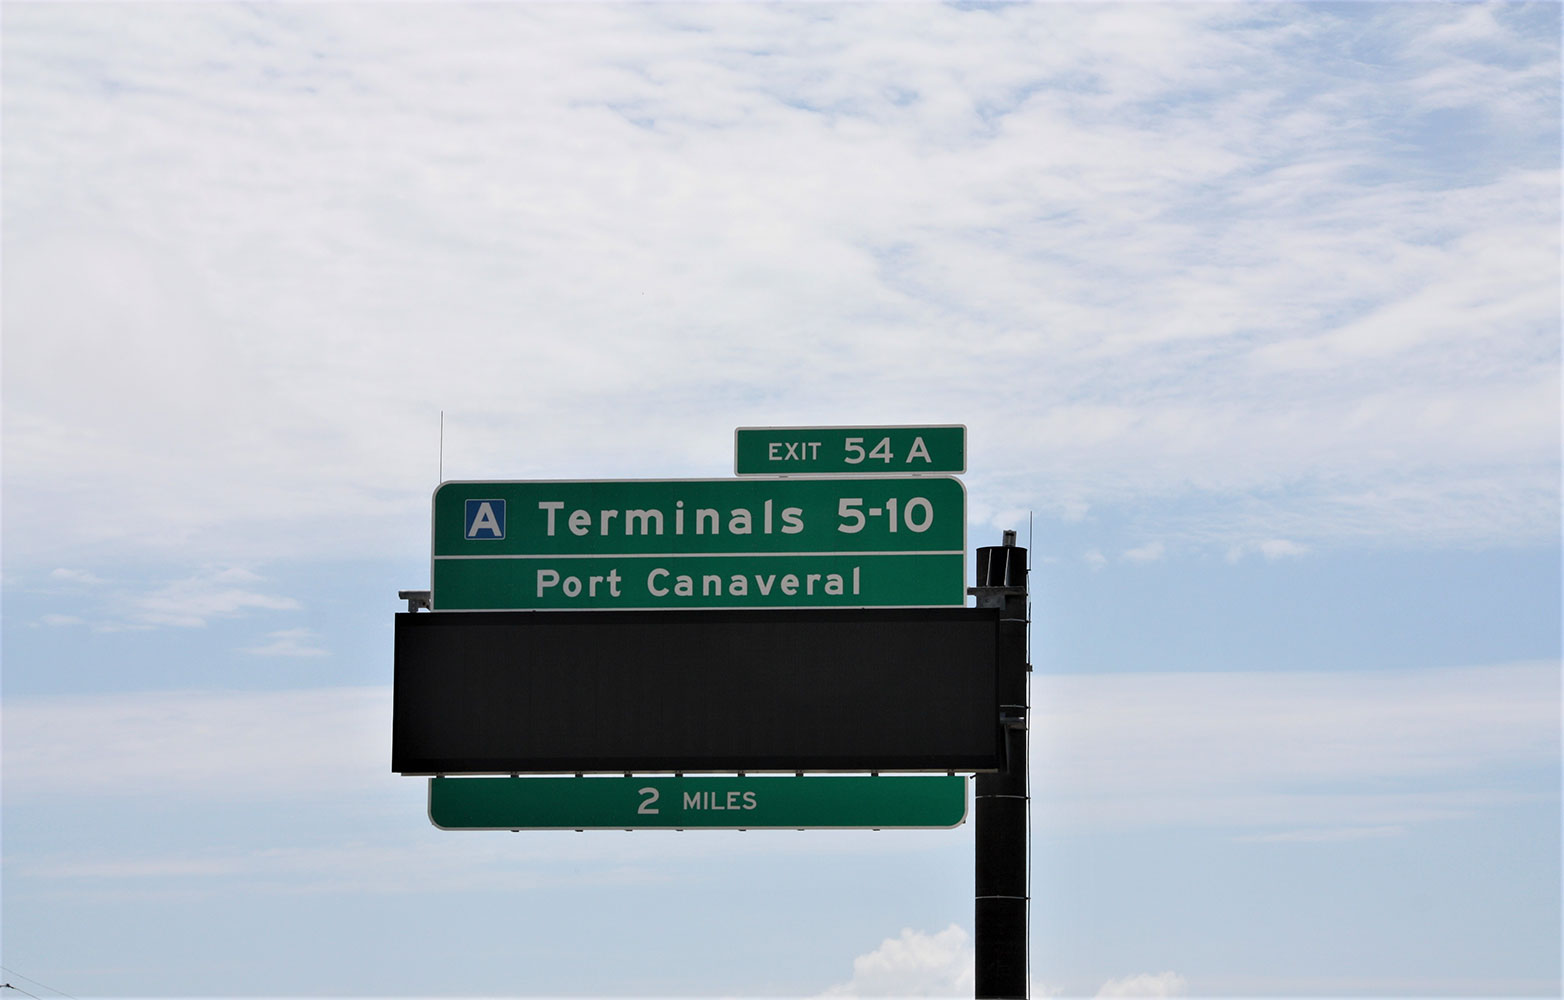 EXIT 54 A
A Terminals 5-10
Port Canaveral
2 MILES